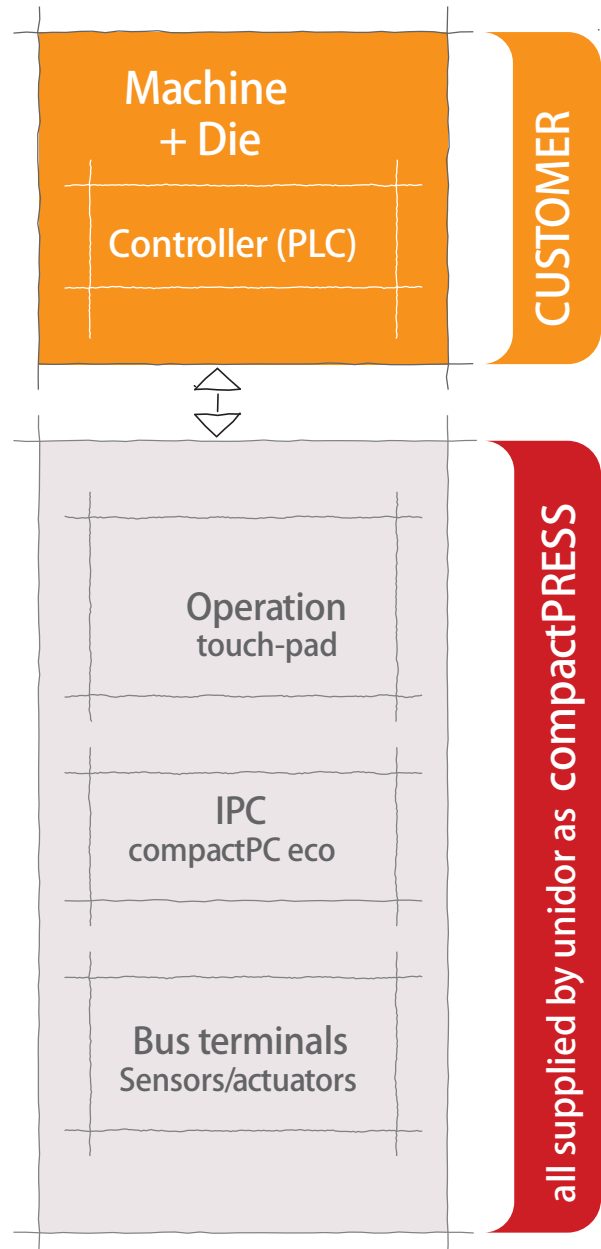 Machine
+ Die
Controller (PLC)
CUSTOMER
Operation
touch-pad
IPC
compactPC eco
Bus terminals
Sensors/actuators
all supplied by unidor as compactPRESS